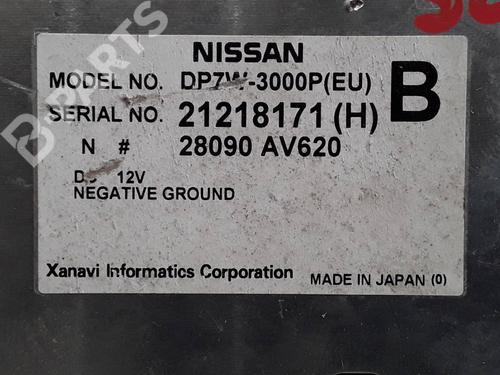 NISSAN
MODEL NO. DP7W-3000P(EU)
B
SERIAL NO. 21218171 (H)
N # 28090 AV620
DC 12V
NEGATIVE GROUND
Xanavi Informatics Corporation
MADE IN JAPAN (0)
B PARTS